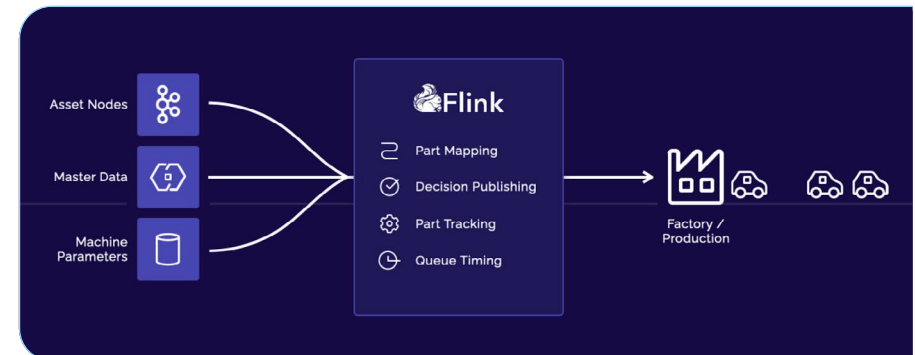 Asset Nodes
Master Data
Machine
Parameters
Flink
Part Mapping
Decision Publishing
Part Tracking
Queue Timing
Factory /
Production